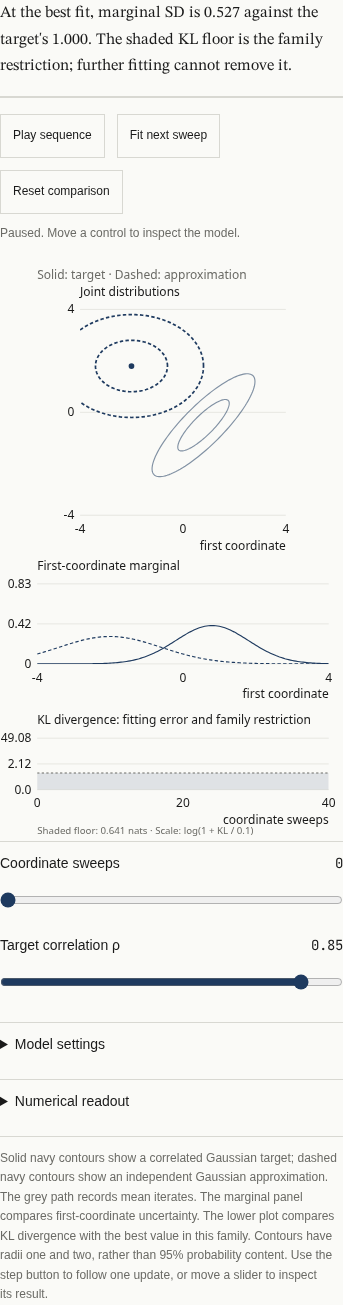 At the best fit, marginal SD is 0.527 against the
target's 1.000. The shaded KL floor is the family
restriction; further fitting cannot remove it.
Play sequence
Fit next sweep
Reset comparison
Paused. Move a control to inspect the model.
Solid: target · Dashed: approximation
Joint distributions
4
0
-4
-4 0 4
first coordinate
First-coordinate marginal
0.83
0.42
0
-4 0 4
first coordinate
KL divergence: fitting error and family restriction
49.08
2.12
0.0
0 20 40
coordinate sweeps
Shaded floor: 0.641 nats · Scale: log(1 + KL / 0.1)
Coordinate sweeps 0
Target correlation ρ 0.85
Model settings
Numerical readout
Solid navy contours show a correlated Gaussian target; dashed
navy contours show an independent Gaussian approximation.
The grey path records mean iterates. The marginal panel
compares first-coordinate uncertainty. The lower plot compares
KL divergence with the best value in this family. Contours have
radii one and two, rather than 95% probability content. Use the
step button to follow one update, or move a slider to inspect
its result.